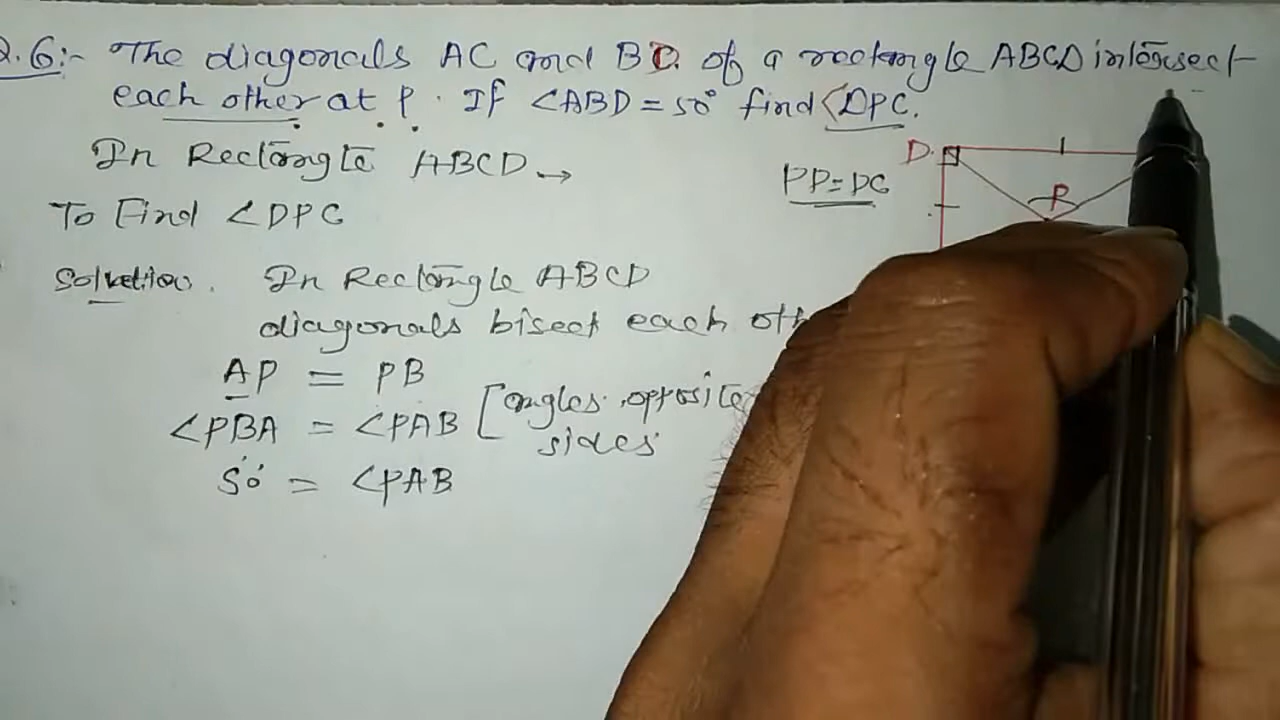 Q.6:- The diagonals AC and BD. of a rectangle ABCD intersect
each other at P. If <ABD = 50° find <DPC.
In Rectangle ABCD →
To Find <DPC
Solution. In Rectangle ABCD
diagonals bisect each oth
AP = PB
<PBA = <PAB [angles opposite
sides
50 = <PAB
PD=PC
D
P